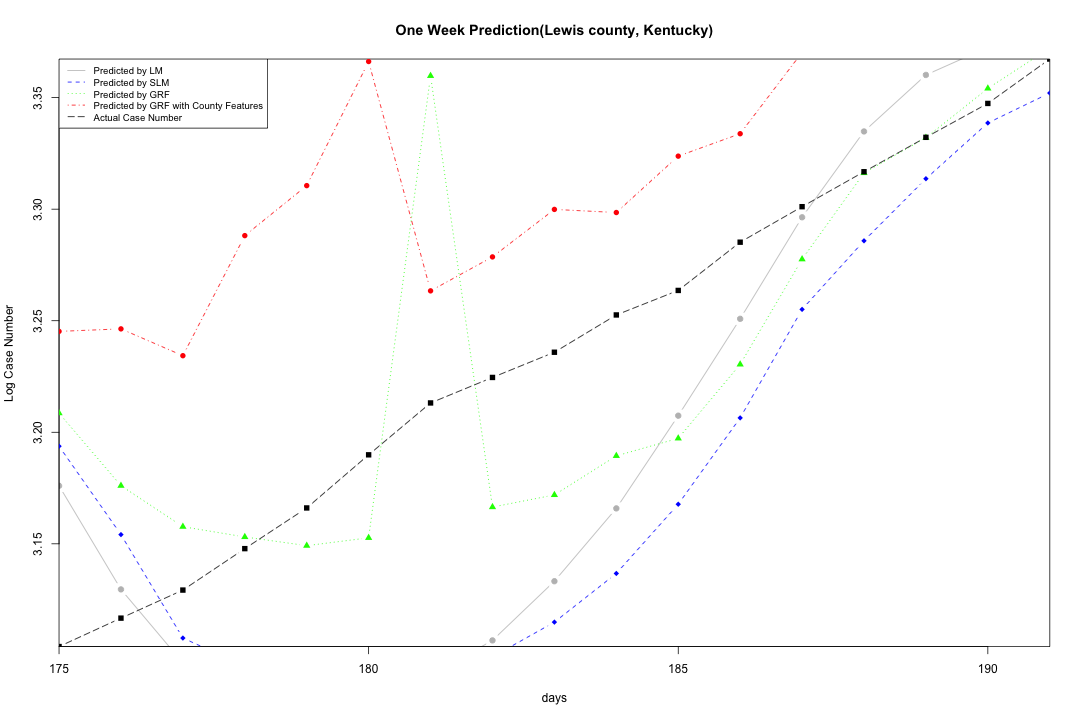 One Week Prediction(Lewis county, Kentucky)
Predicted by LM
Predicted by SLM
Predicted by GRF
Predicted by GRF with County Features
Actual Case Number
3.35
3.30
3.25
3.20
3.15
Log Case Number
175
180
185
190
days